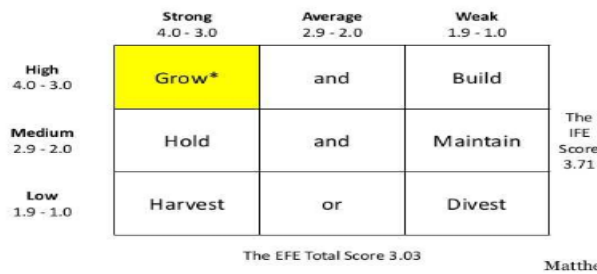 Strong Average Weak
4.0 - 3.0 2.9 - 2.0 1.9 - 1.0
High
4.0 - 3.0
Grow* and Build
Medium
2.9 - 2.0
Hold and Maintain
The
IFE
Score
3.71
Low
1.9 - 1.0
Harvest or Divest
The EFE Total Score 3.03
Matthe